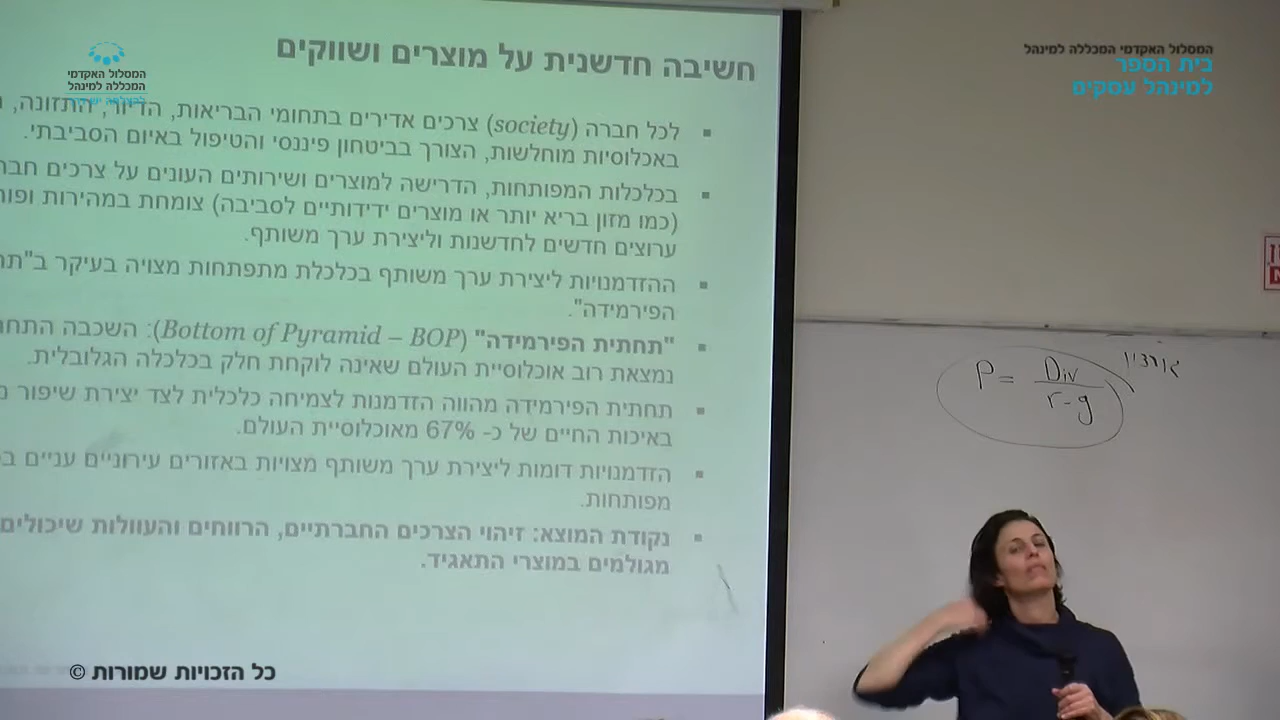 חשיבה חדשנית על מוצרים ושווקים
לכל חברה (society) צרכים אדירים בתחומי הבריאות, הדיור, התזונה,
באכלוסיות מוחלשות, הצורך בביטחון פיננסי והטיפול באיום הסביבתי.
בכלכלות המפותחות, הדרישה למוצרים ושירותים העונים על צרכים
(כמו מזון בריא יותר או מוצרים ידידותיים לסביבה) צומחת במהירות
ערוצים חדשים לחדשנות וליצירת ערך משותף.
ההזדמנויות ליצירת ערך משותף בכלכלת מתפתחות מצויה בעיקר
הפירמידה".
"תחתית הפירמידה" (Bottom of Pyramid – BOP): השכבה
נמצאת רוב אוכלוסיית העולם שאינה לוקחת חלק בכלכלה הגלובלית.
תחתית הפירמידה מהווה הזדמנות לצמיחה כלכלית לצד יצירת שיפור
באיכות החיים של כ- 67% מאוכלוסיית העולם.
הזדמנויות דומות ליצירת ערך משותף מצויות באזורים עירוניים עניים
מפותחות.
נקודת המוצא: זיהוי הצרכים החברתיים, הרווחים והעוולות שיכולים
מגולמים במוצרי התאגיד.
כל הזכויות שמורות ©
המסלול האקדמי
המכללה למינהל
המסלול האקדמי המכללה למינהל
בית הספר
למינהל עסקים
גורדון
P = Div
r - g